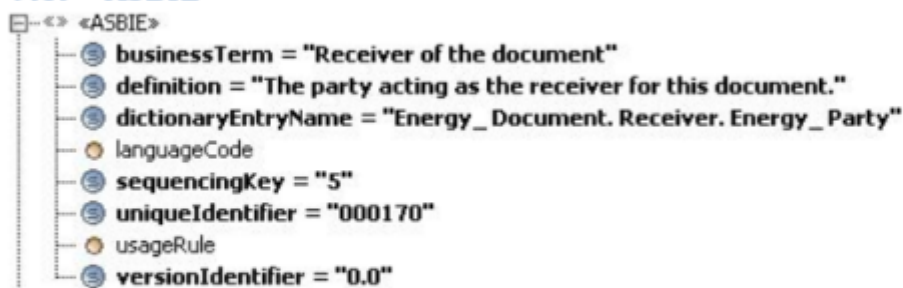 «ASBIE»
businessTerm = "Receiver of the document"
definition = "The party acting as the receiver for this document."
dictionaryEntryName = "Energy_ Document. Receiver. Energy_ Party"
languageCode
sequencingKey = "5"
uniqueIdentifier = "000170"
usageRule
versionIdentifier = "0.0"